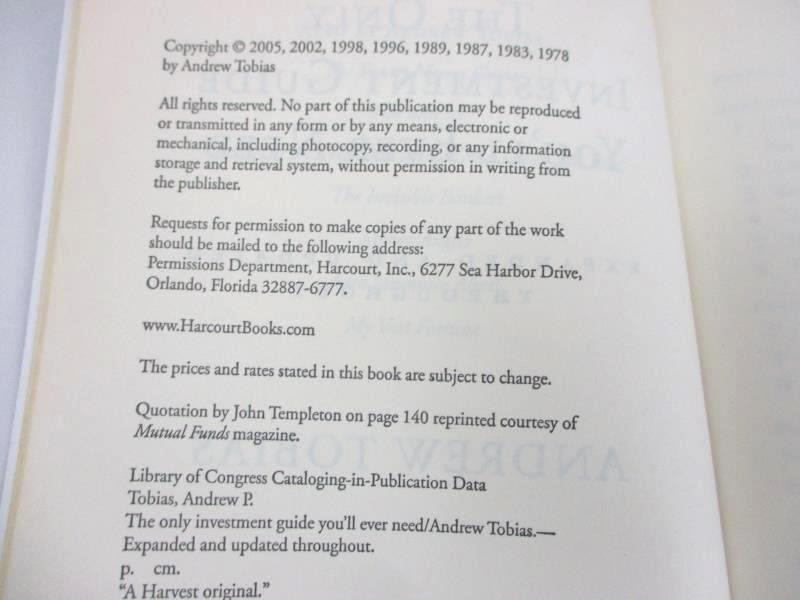 Copyright © 2005, 2002, 1998, 1996, 1989, 1987, 1983, 1978
by Andrew Tobias
All rights reserved. No part of this publication may be reproduced
or transmitted in any form or by any means, electronic or
mechanical, including photocopy, recording, or any information
storage and retrieval system, without permission in writing from
the publisher.
Requests for permission to make copies of any part of the work
should be mailed to the following address:
Permissions Department, Harcourt, Inc., 6277 Sea Harbor Drive,
Orlando, Florida 32887-6777.
www.HarcourtBooks.com
The prices and rates stated in this book are subject to change.
Quotation by John Templeton on page 140 reprinted courtesy of
Mutual Funds magazine.
Library of Congress Cataloging-in-Publication Data
Tobias, Andrew P.
The only investment guide you'll ever need/Andrew Tobias.—
Expanded and updated throughout.
p. cm.
"A Harvest original."